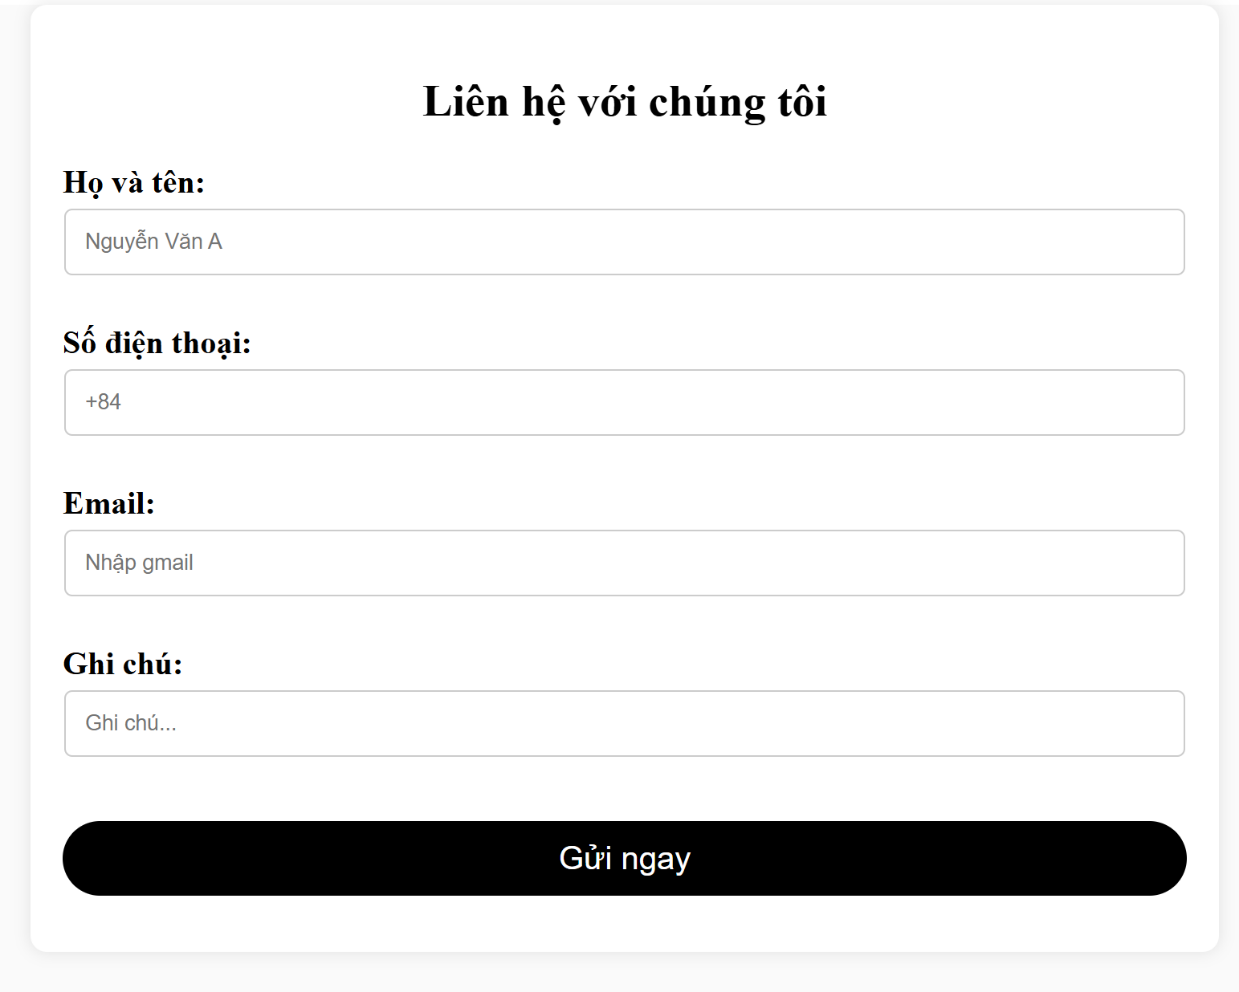 Liên hệ với chúng tôi
Họ và tên:
Nguyễn Văn A
Số điện thoại:
+84
Email:
Nhập gmail
Ghi chú:
Ghi chú...
Gửi ngay